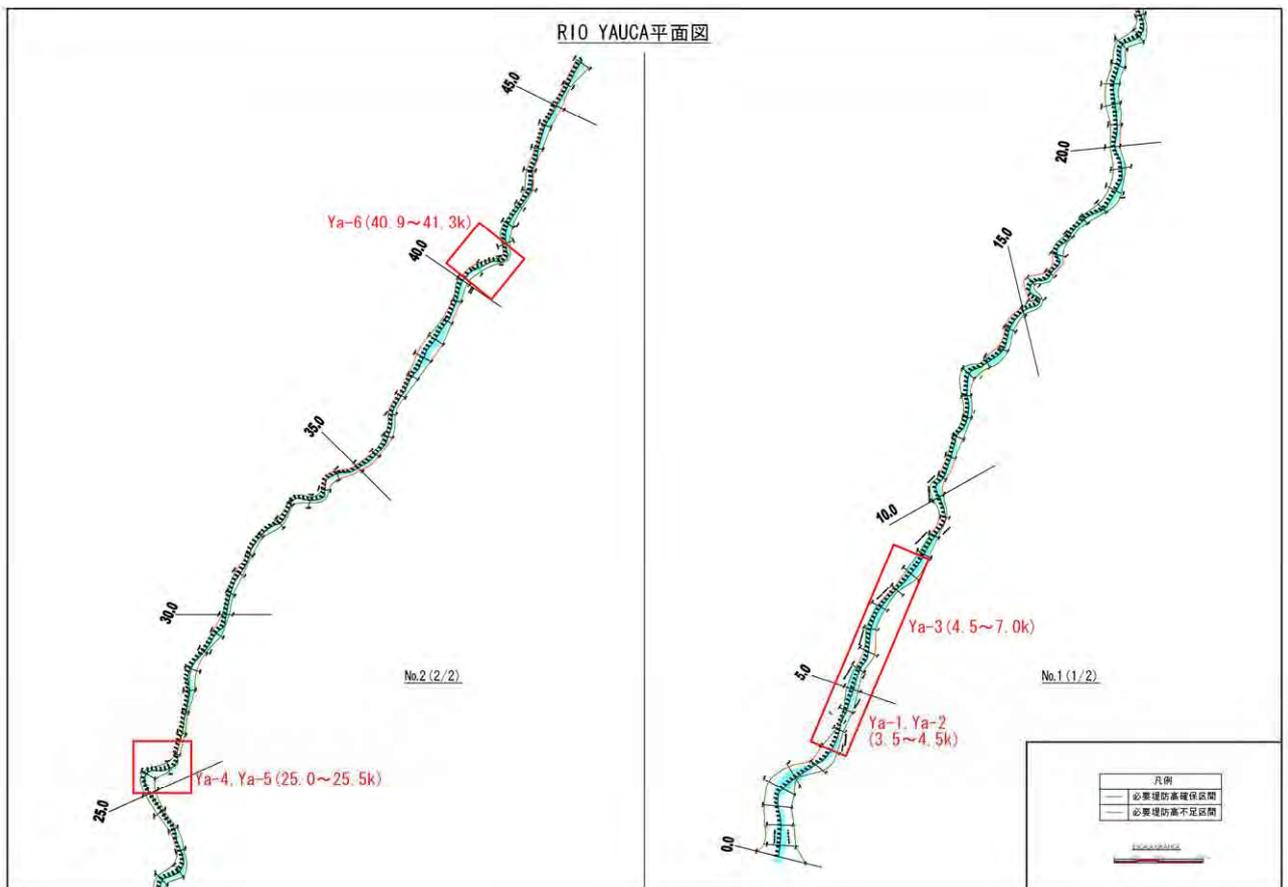 RIO YAUCA平面図
45.0
Ya-6(40.9～41.3k)
40.0
35.0
30.0
No.2(2/2)
Ya-4, Ya-5(25.0～25.5k)
25.0
20.0
15.0
10.0
Ya-3(4.5～7.0k)
5.0
No.1(1/2)
Ya-1, Ya-2
(3.5～4.5k)
0.0
凡例
必要堤防高確保区間
必要堤防高不足区間